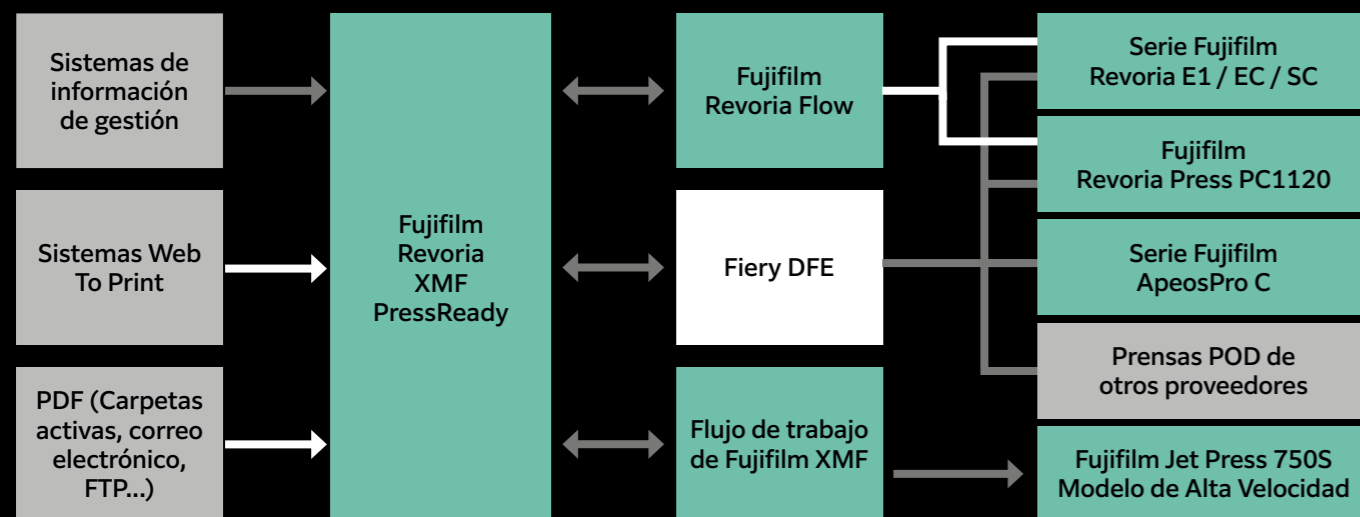 Sistemas de
información
de gestión
Sistemas Web
To Print
PDF (Carpetas
activas, correo
electrónico,
FTP...)
Fujifilm
Revoria
XMF
PressReady
Fujifilm
Revoria Flow
Fiery DFE
Flujo de trabajo
de Fujifilm XMF
Serie Fujifilm
Revoria E1 / EC / SC
Fujifilm
Revoria Press PC1120
Serie Fujifilm
ApeosPro C
Prensas POD de
otros proveedores
Fujifilm Jet Press 750S
Modelo de Alta Velocidad